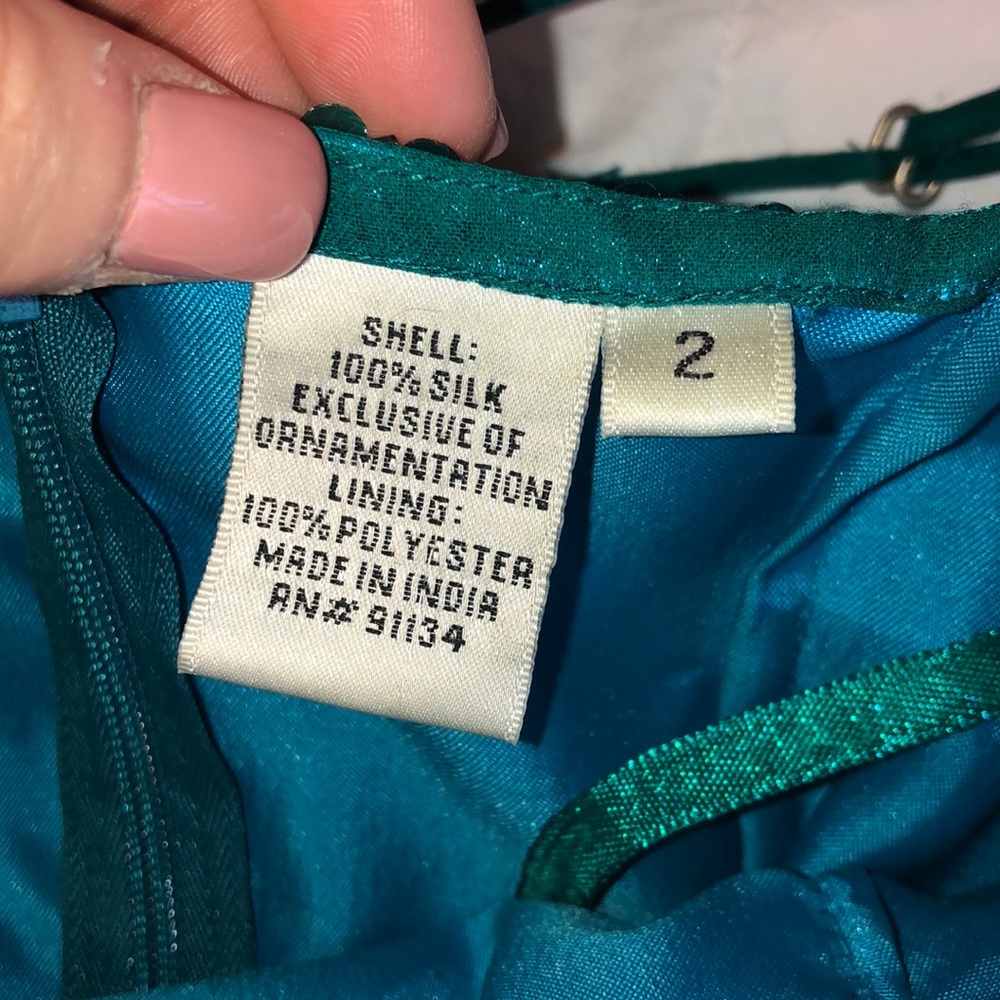 SHELL:
100% SILK
EXCLUSIVE OF
ORNAMENTATION
LINING:
100% POLYESTER
MADE IN INDIA
RN# 91134
2